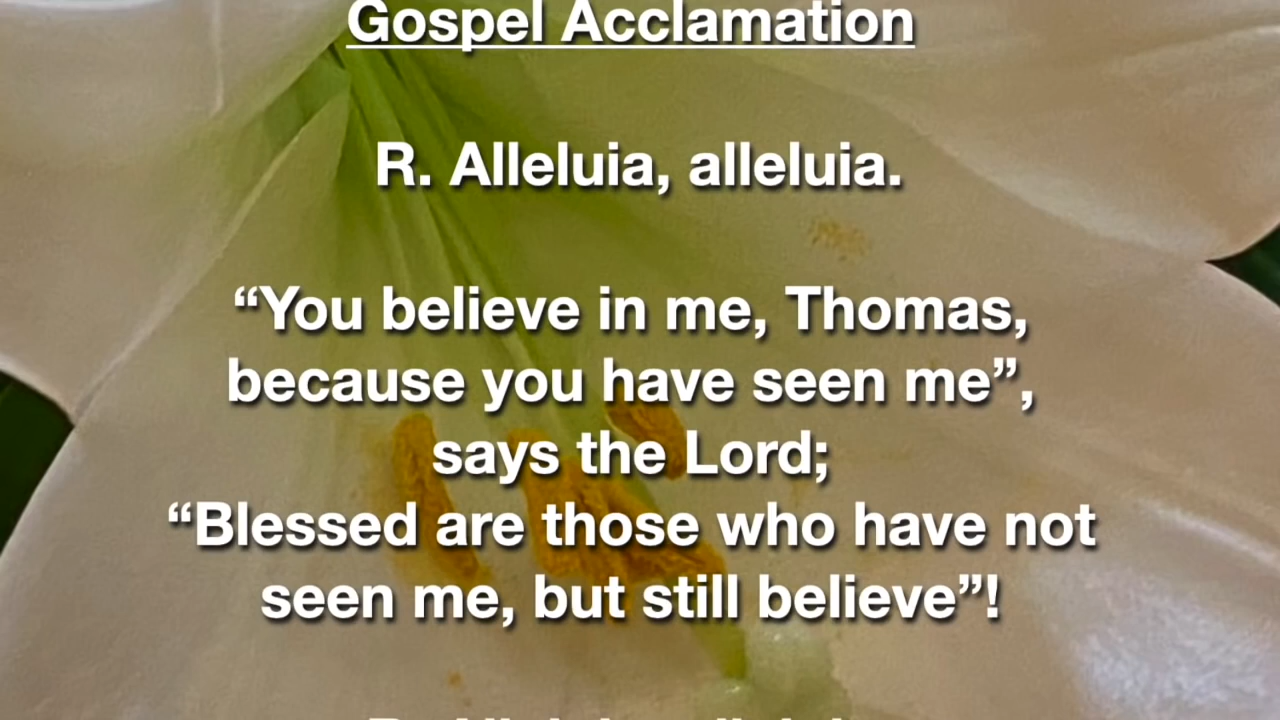 Gospel Acclamation
R. Alleluia, alleluia.
“You believe in me, Thomas,
because you have seen me”,
says the Lord;
“Blessed are those who have not
seen me, but still believe”!